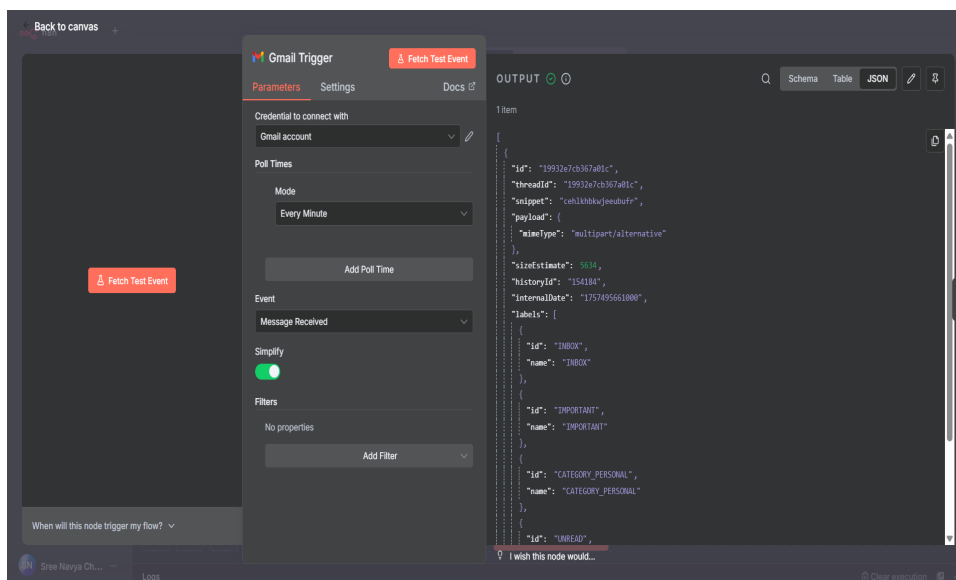 Back to canvas
Gmail Trigger
Fetch Test Event
Parameters
Settings
Docs
Credential to connect with
Gmail account
Poll Times
Mode
Every Minute
Add Poll Time
Event
Message Received
Simplify
Filters
No properties
Add Filter
Fetch Test Event
When will this node trigger my flow?
SN
Sree Navya Ch...
Logs
OUTPUT
Schema
Table
JSON
1 item
[
{
"id": "19932e7cb367a01c",
"threadId": "19932e7cb367a01c",
"snippet": "cehlkhbkwjeeubufr",
"payload": {
"mimeType": "multipart/alternative"
},
"sizeEstimate": 5634,
"historyId": "154184",
"internalDate": "1757495661000",
"labels": [
{
"id": "INBOX",
"name": "INBOX"
},
{
"id": "IMPORTANT",
"name": "IMPORTANT"
},
{
"id": "CATEGORY_PERSONAL",
"name": "CATEGORY_PERSONAL"
},
{
"id": "UNREAD",
I wish this node would...
Clear execution